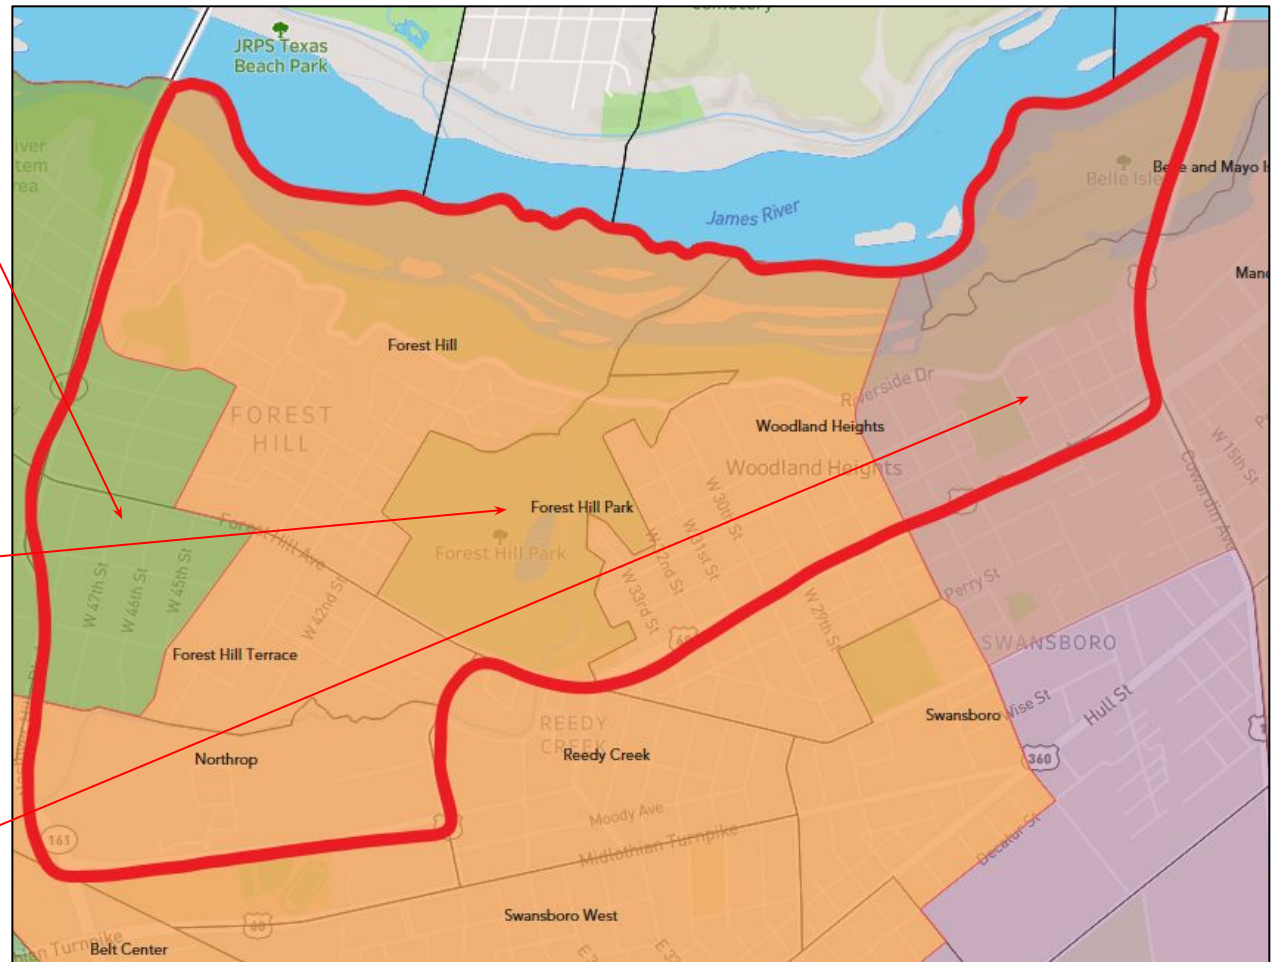 Cemetery
JRPS Texas
Beach Park
James River
Belle Isle
Belle and Mayo I
Manc
Forest Hill
FOREST
HILL
Riverside Dr
Woodland Heights
Woodland Heights
W 15th St
Cowardin Ave
Forest Hill Park
Forest Hill Park
W 30th St
W 31st St
W 32nd St
W 33rd St
W 29th St
Forest Hill Ave
W 47th St
W 46th St
W 45th St
W 42nd St
Perry St
SWANSBORO
Forest Hill Terrace
60
Wise St
Hull St
Swansboro
REEDY
CREEK
Reedy Creek
Northrop
360
Moody Ave
Midlothian Turnpike
Decatur St
161
Swansboro West
60
Belt Center